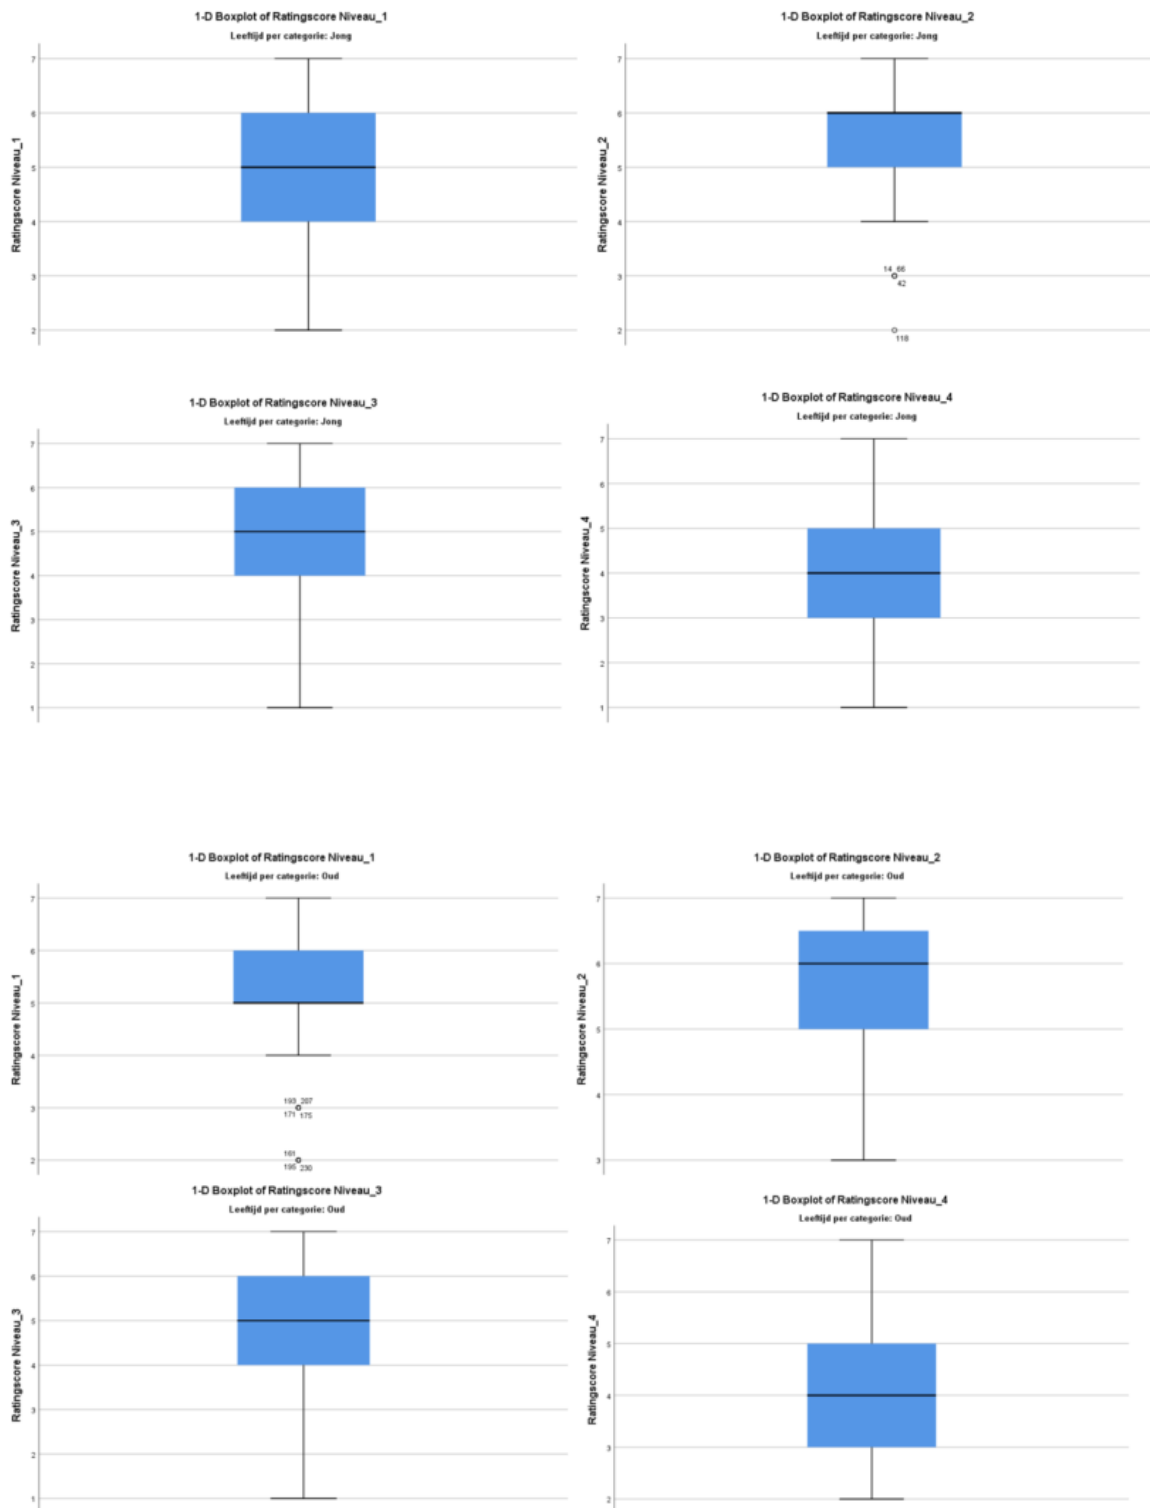 1-D Boxplot of Ratingscore Niveau_1
Leeftijd per categorie: Jong
Ratingscore Niveau_1
7
6
5
4
3
2
1-D Boxplot of Ratingscore Niveau_2
Leeftijd per categorie: Jong
Ratingscore Niveau_2
7
6
5
4
3
2
14 66
42
118
1-D Boxplot of Ratingscore Niveau_3
Leeftijd per categorie: Jong
Ratingscore Niveau_3
7
6
5
4
3
2
1
1-D Boxplot of Ratingscore Niveau_4
Leeftijd per categorie: Jong
Ratingscore Niveau_4
7
6
5
4
3
2
1
1-D Boxplot of Ratingscore Niveau_1
Leeftijd per categorie: Oud
Ratingscore Niveau_1
7
6
5
4
3
2
193 207
171 175
161
195 230
1-D Boxplot of Ratingscore Niveau_2
Leeftijd per categorie: Oud
Ratingscore Niveau_2
7
6
5
4
3
1-D Boxplot of Ratingscore Niveau_3
Leeftijd per categorie: Oud
Ratingscore Niveau_3
7
6
5
4
3
2
1
1-D Boxplot of Ratingscore Niveau_4
Leeftijd per categorie: Oud
Ratingscore Niveau_4
7
6
5
4
3
2